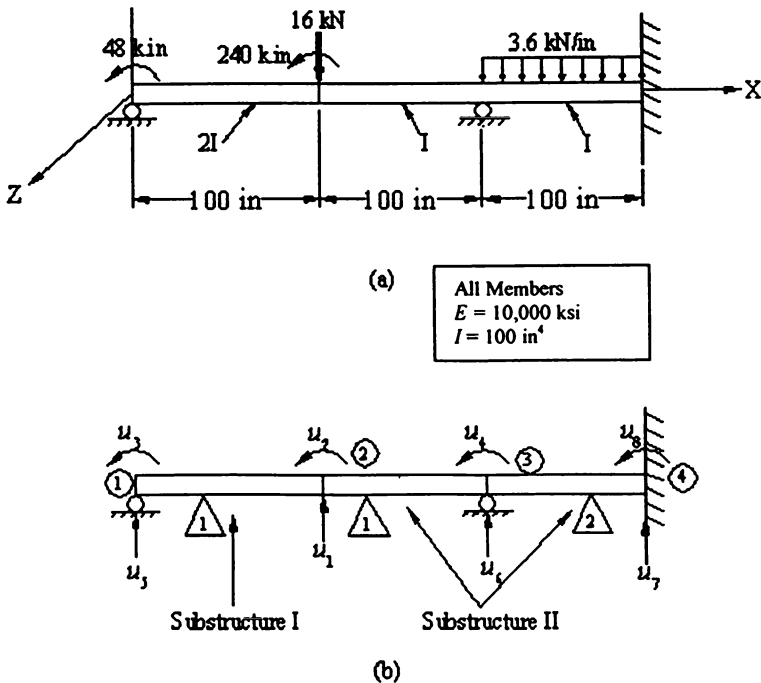 16 kN
48 k.in
240 k.in
3.6 kN/in
X
2I
I
I
Z
100 in
100 in
100 in
(a)
All Members
E = 10,000 ksi
I = 100 in⁴
u₃
u₂
2
u₄
3
u₈
1
4
1
1
2
u₅
u₁
u₆
u₇
Substructure I
Substructure II
(b)